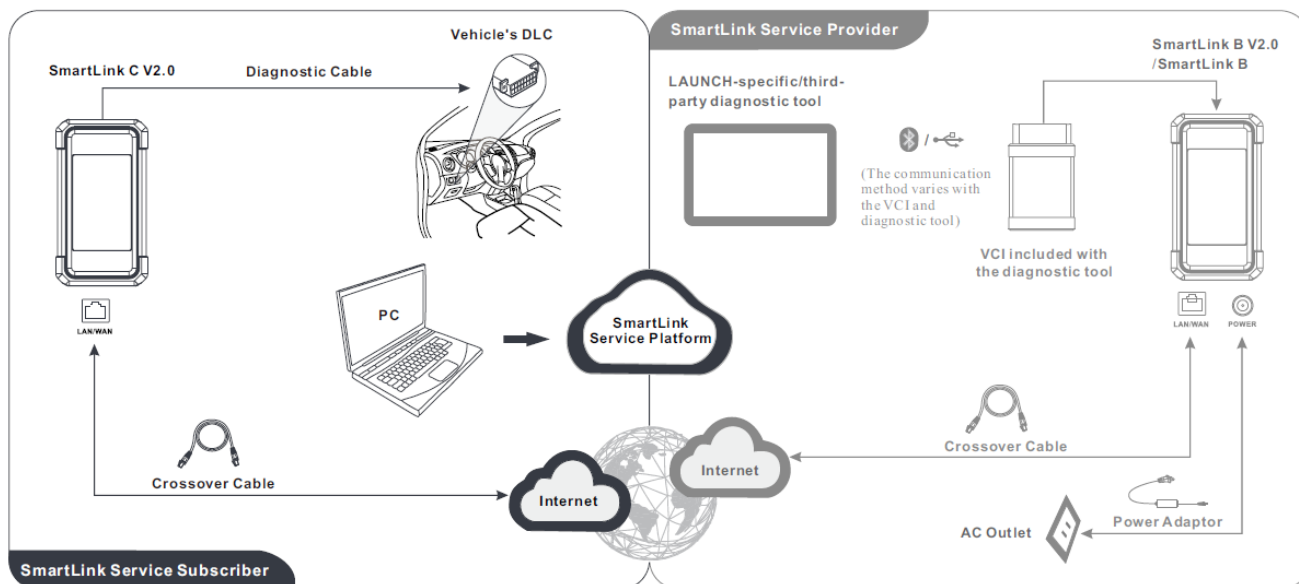 SmartLink Service Provider
Vehicle's DLC
SmartLink C V2.0
Diagnostic Cable
LAUNCH-specific/third-
party diagnostic tool
SmartLink B V2.0
/SmartLink B
/
(The communication
method varies with
the VCI and
diagnostic tool)
VCI included with
the diagnostic tool
LAN/WAN
PC
SmartLink
Service Platform
LAN/WAN
POWER
Crossover Cable
Internet
Crossover Cable
Internet
AC Outlet
Power Adaptor
SmartLink Service Subscriber